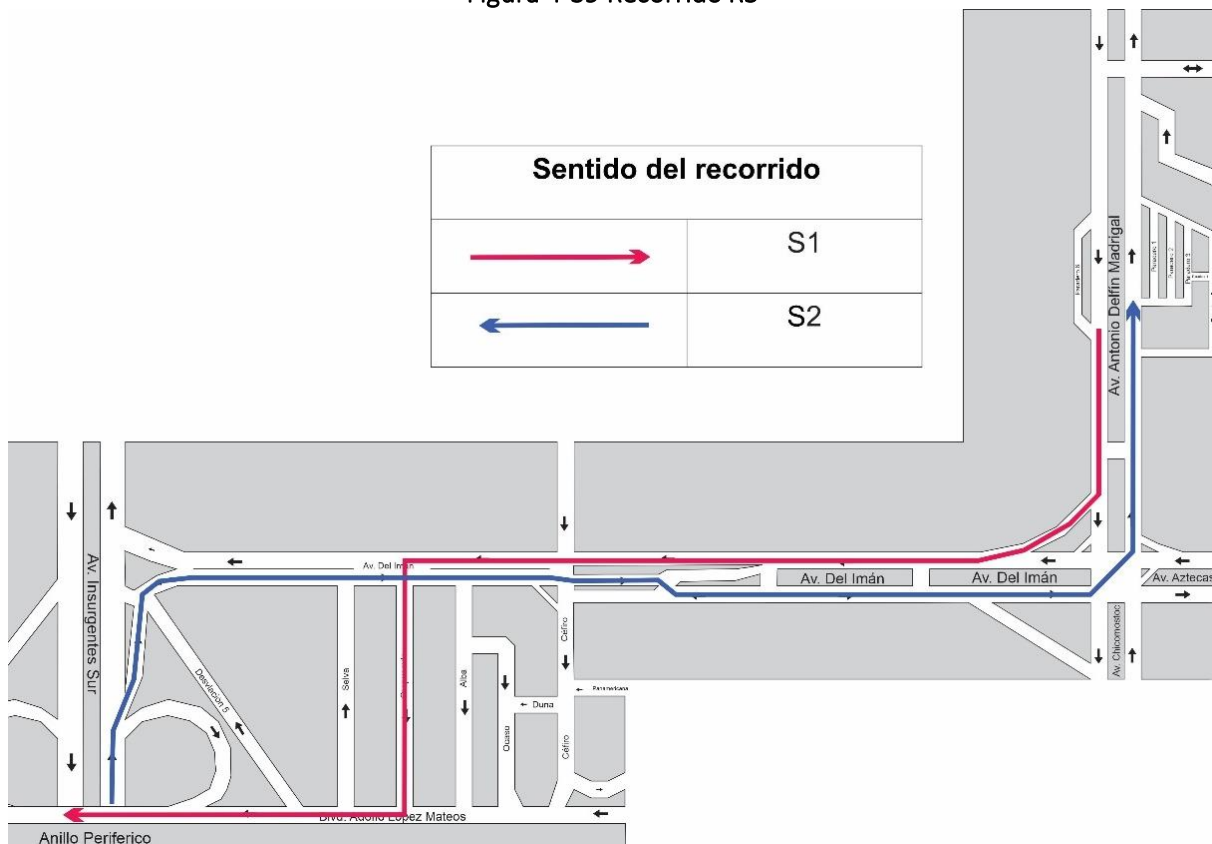 Sentido del recorrido
S1
S2
Av. Antonio Delfín Madrigal
Av. Insurgentes Sur
Av. Del Imán
Av. Del Imán
Av. Del Imán
Av. Aztecas
Av. Chicomostoc
Desviación 5
Selva
Alba
Céfiro
Panamericana
Duna
Céfiro
Blvd. Adolfo López Mateos
Anillo Periferico